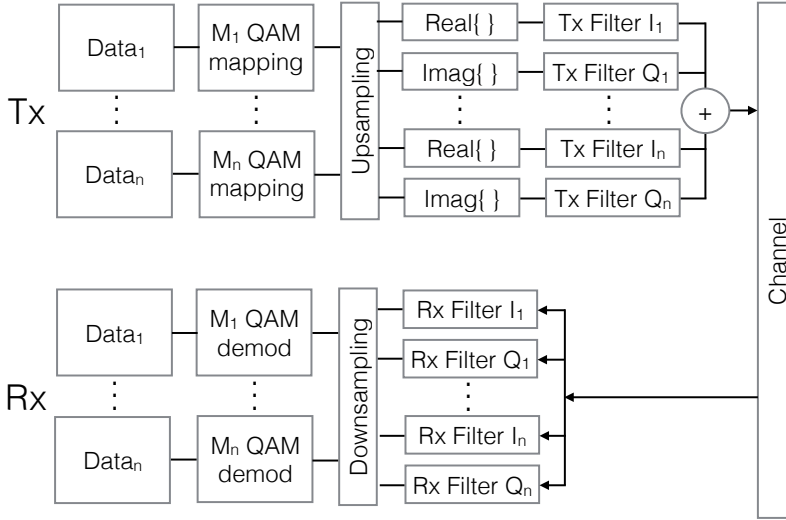 Tx
Data₁
⋮
Dataₙ
M₁ QAM
mapping
⋮
Mₙ QAM
mapping
Upsampling
Real{ }
Imag{ }
⋮
Real{ }
Imag{ }
Tx Filter I₁
Tx Filter Q₁
⋮
Tx Filter Iₙ
Tx Filter Qₙ
+
Channel
Rx
Data₁
⋮
Dataₙ
M₁ QAM
demod
⋮
Mₙ QAM
demod
Downsampling
Rx Filter I₁
Rx Filter Q₁
⋮
Rx Filter Iₙ
Rx Filter Qₙ